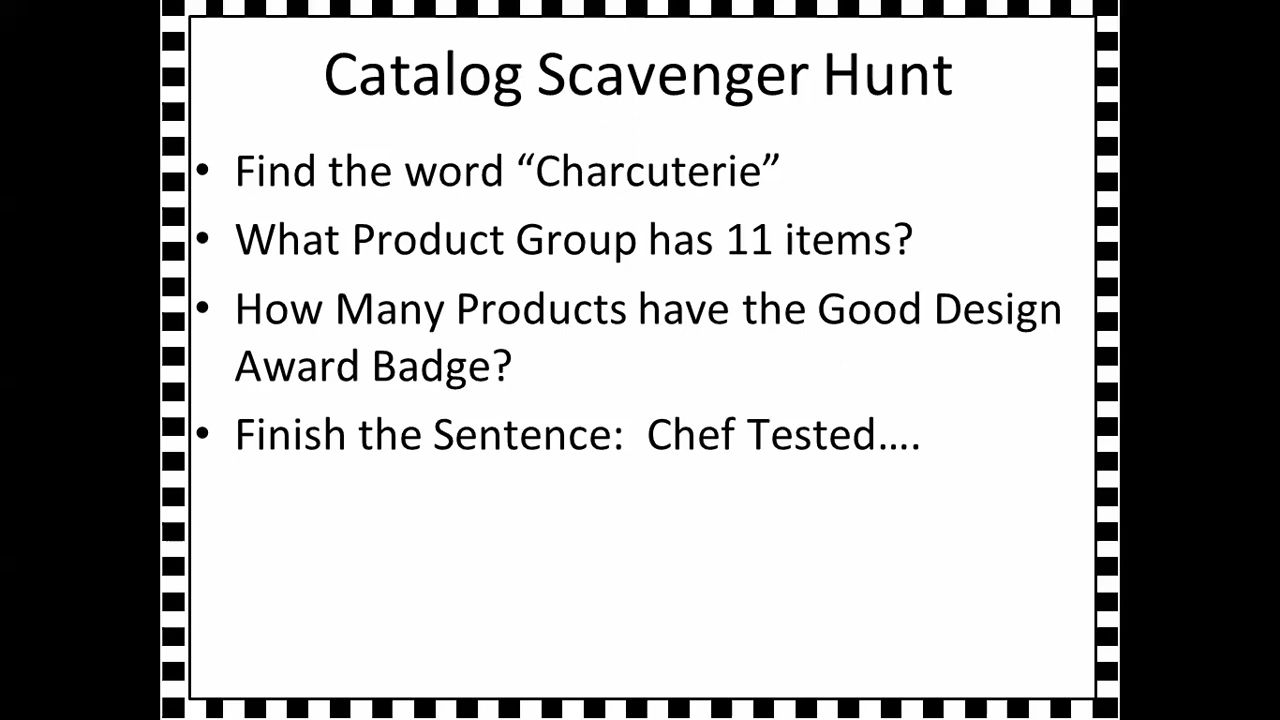 Catalog Scavenger Hunt
• Find the word “Charcuterie”
• What Product Group has 11 items?
• How Many Products have the Good Design
Award Badge?
• Finish the Sentence:  Chef Tested….